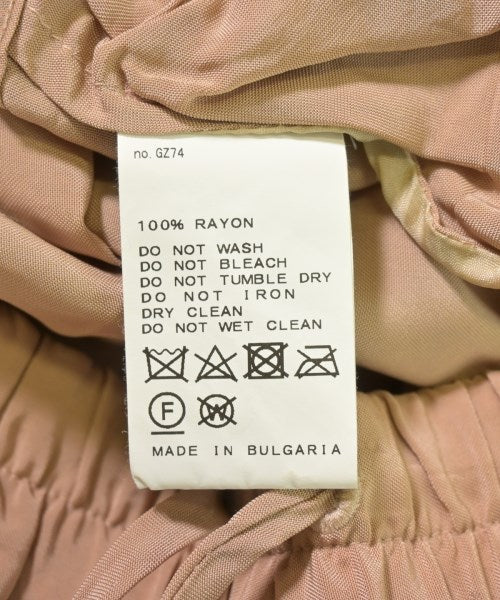 no. GZ74
100% RAYON
DO NOT WASH
DO NOT BLEACH
DO NOT TUMBLE DRY
DO NOT IRON
DRY CLEAN
DO NOT WET CLEAN
F W
MADE IN BULGARIA